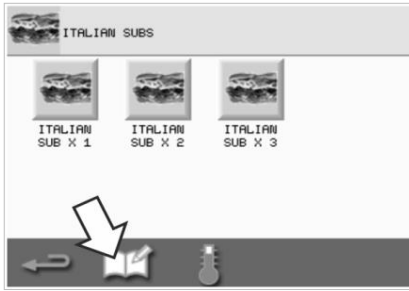 ITALIAN SUBS
ITALIAN
SUB X 1
ITALIAN
SUB X 2
ITALIAN
SUB X 3